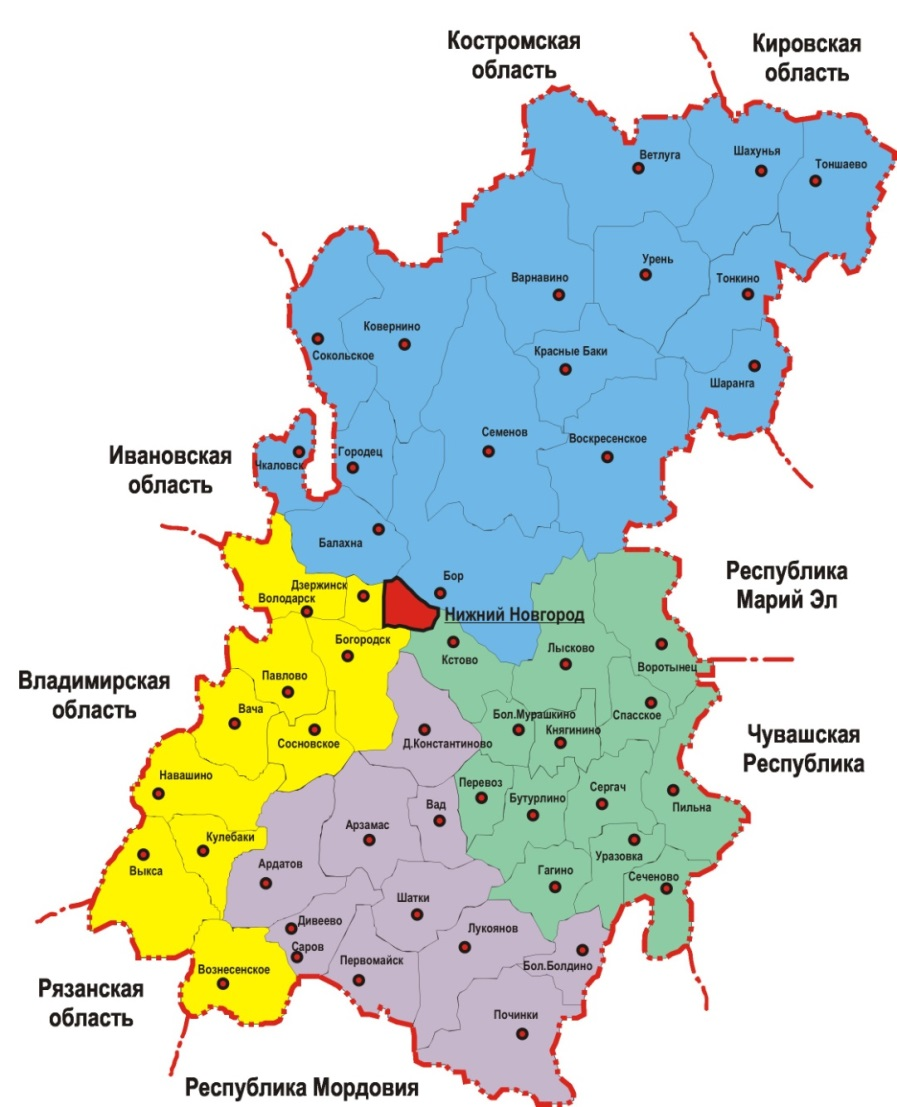 Костромская
область
Кировская
область
Ветлуга
Шахунья
Тоншаево
Урень
Варнавино
Тонкино
Ковернино
Сокольское
Красные Баки
Шаранга
Ивановская
область
Чкаловск
Городец
Семенов
Воскресенское
Балахна
Республика
Марий Эл
Бор
Дзержинск
Володарск
Нижний Новгород
Богородск
Кстово
Лысково
Воротынец
Владимирская
область
Павлово
Вача
Сосновское
Д.Константиново
Бол.Мурашкино
Княгинино
Спасское
Чувашская
Республика
Навашино
Перевоз
Бутурлино
Сергач
Пильна
Вад
Арзамас
Кулебаки
Выкса
Ардатов
Уразовка
Гагино
Сеченово
Шатки
Дивеево
Саров
Лукоянов
Первомайск
Бол.Болдино
Вознесенское
Рязанская
область
Починки
Республика Мордовия